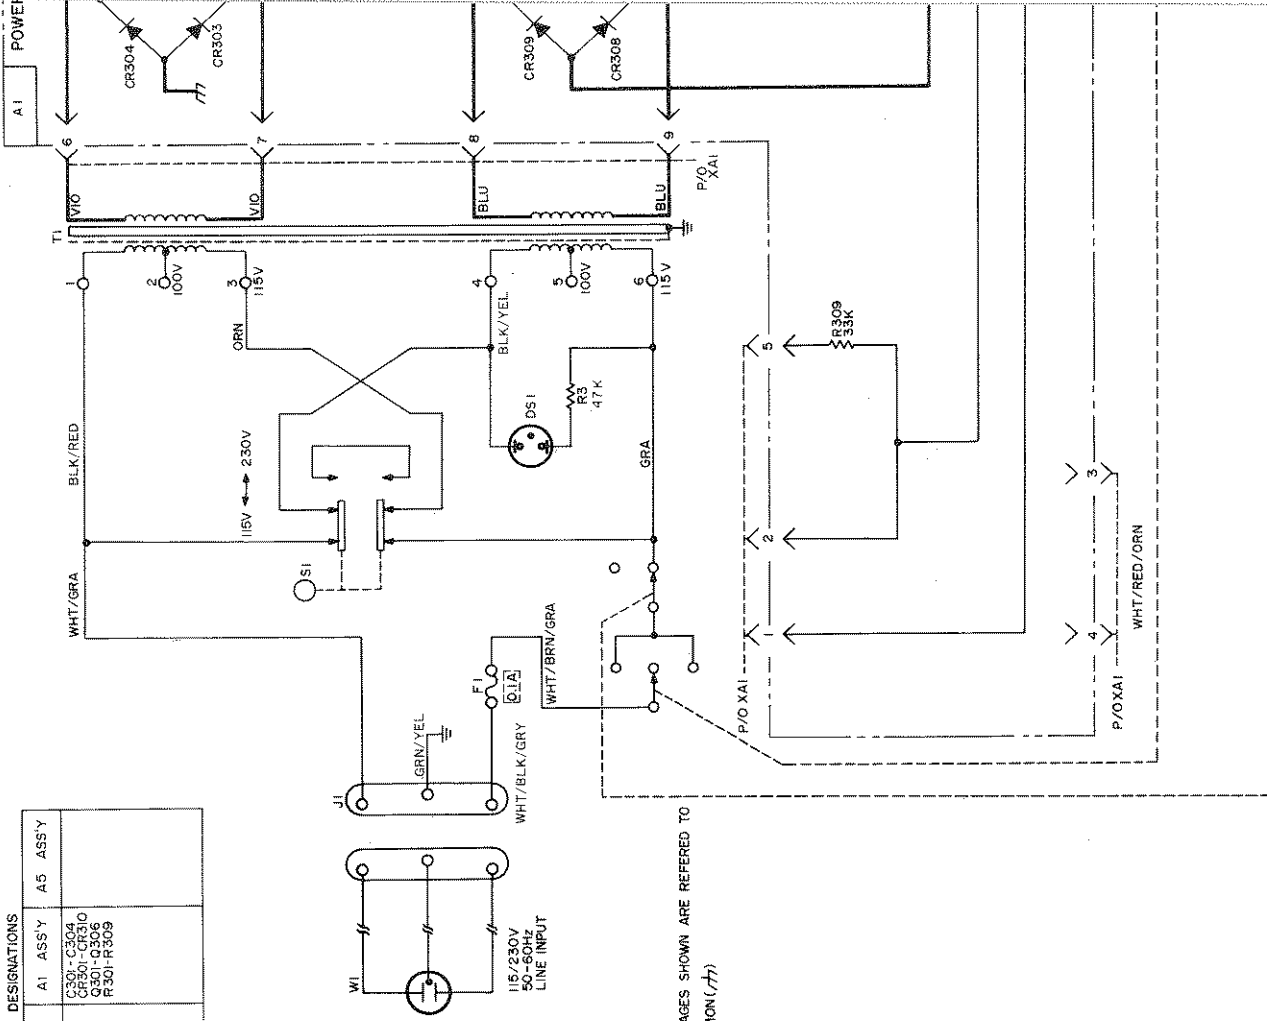 A1
POWER
CR304
CR303
CR309
CR308
6
7
8
9
P/O
XA1
VIO
VIO
BLU
BLU
T1
1
2
100V
3
115V
4
5
100V
6
115V
ORN
BLK/YEL
BLK/RED
115V
230V
DS1
R3
47K
GRA
R309
33K
5
2
1
3
4
S1
WHT/GRA
F1
0.1A
WHT/BRN/GRA
P/O XA1
P/O XA1
WHT/RED/ORN
J1
GRN/YEL
WHT/BLK/GRY
W1
115/230V
50-60Hz
LINE INPUT
DESIGNATIONS
A1 ASS'Y
A5 ASS'Y
C301-C304
CR301-CR310
Q301-Q306
R301-R309
AGES SHOWN ARE REFERED TO
MON( )